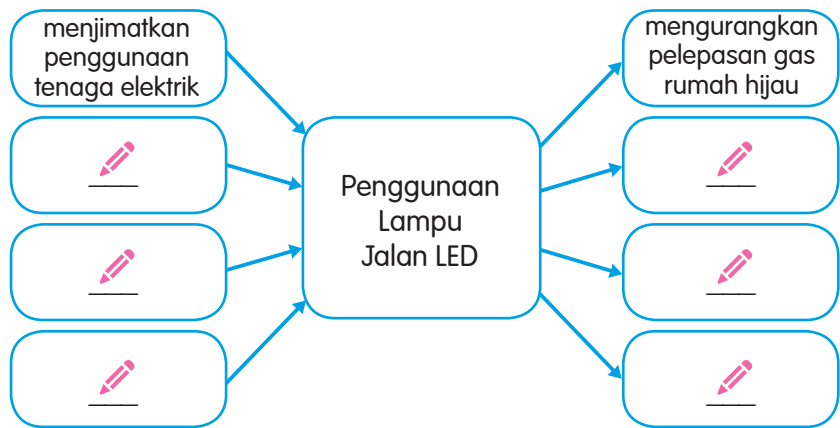 menjimatkan
penggunaan
tenaga elektrik
mengurangkan
pelepasan gas
rumah hijau
Penggunaan
Lampu
Jalan LED